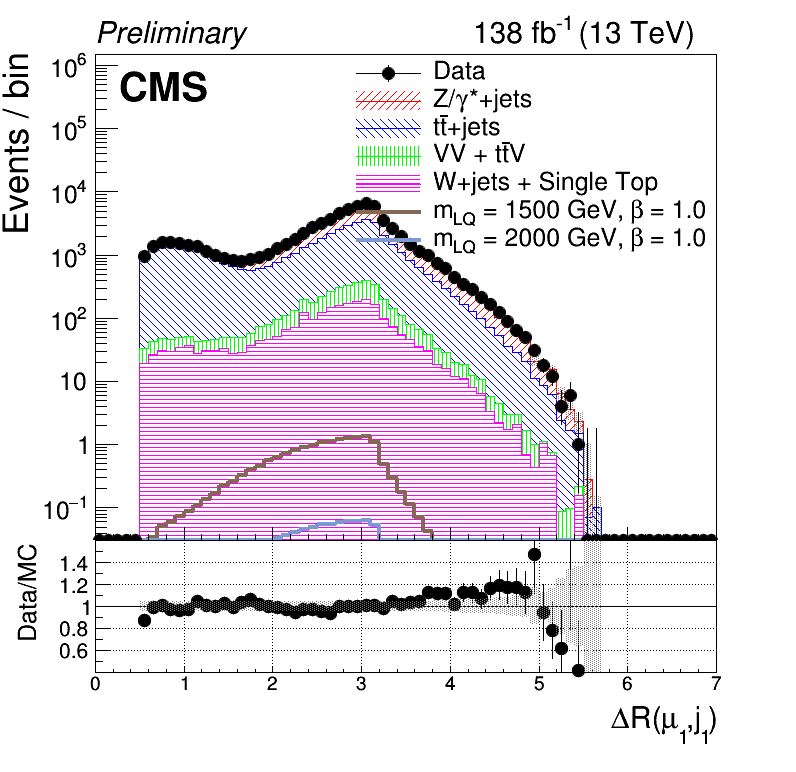 Preliminary 138 fb⁻¹ (13 TeV)
CMS
Events / bin
10⁶
10⁵
10⁴
10³
10²
10
1
10⁻¹
Data
Z/γ*+jets
tt̄+jets
VV + tt̄V
W+jets + Single Top
m_LQ = 1500 GeV, β = 1.0
m_LQ = 2000 GeV, β = 1.0
Data/MC
1.4
1.2
1
0.8
0.6
0 1 2 3 4 5 6 7
ΔR(μ₁,j₁)